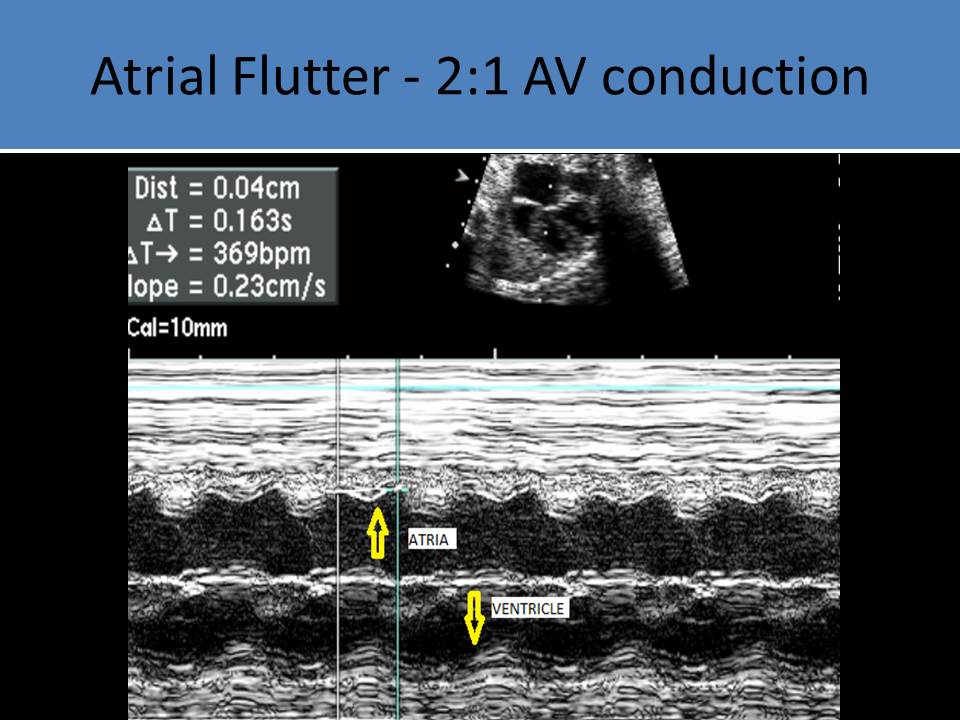 Atrial Flutter - 2:1 AV conduction
Dist = 0.04cm
ΔT = 0.163s
ΔT→ = 369bpm
lope = 0.23cm/s
Cal=10mm
ATRIA
VENTRICLE